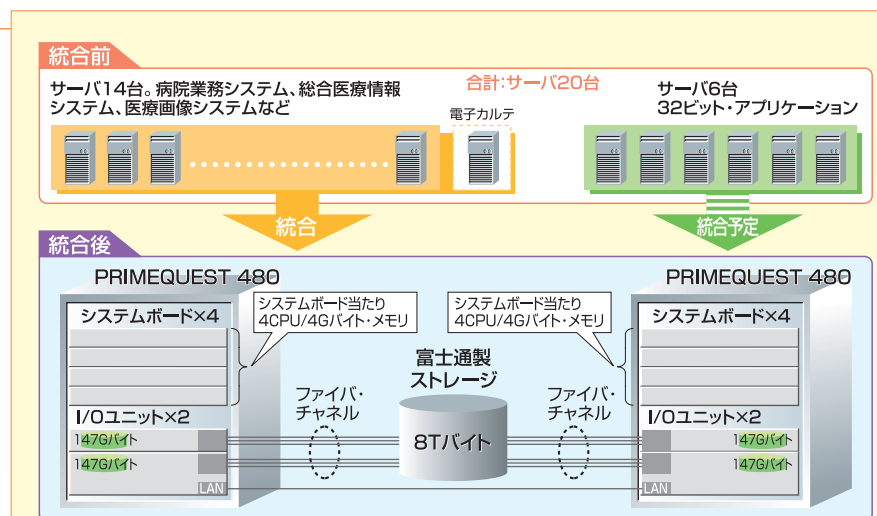 統合前
サーバ14台。病院業務システム、総合医療情報
システム、医療画像システムなど
合計:サーバ20台
電子カルテ
サーバ6台
32ビット・アプリケーション
統合
統合予定
統合後
PRIMEQUEST 480
システムボード×4
システムボード当たり
4CPU/4Gバイト・メモリ
I/Oユニット×2
147Gバイト
147Gバイト
LAN
ファイバ・
チャネル
富士通製
ストレージ
8Tバイト
ファイバ・
チャネル
システムボード当たり
4CPU/4Gバイト・メモリ
PRIMEQUEST 480
システムボード×4
I/Oユニット×2
147Gバイト
147Gバイト
LAN